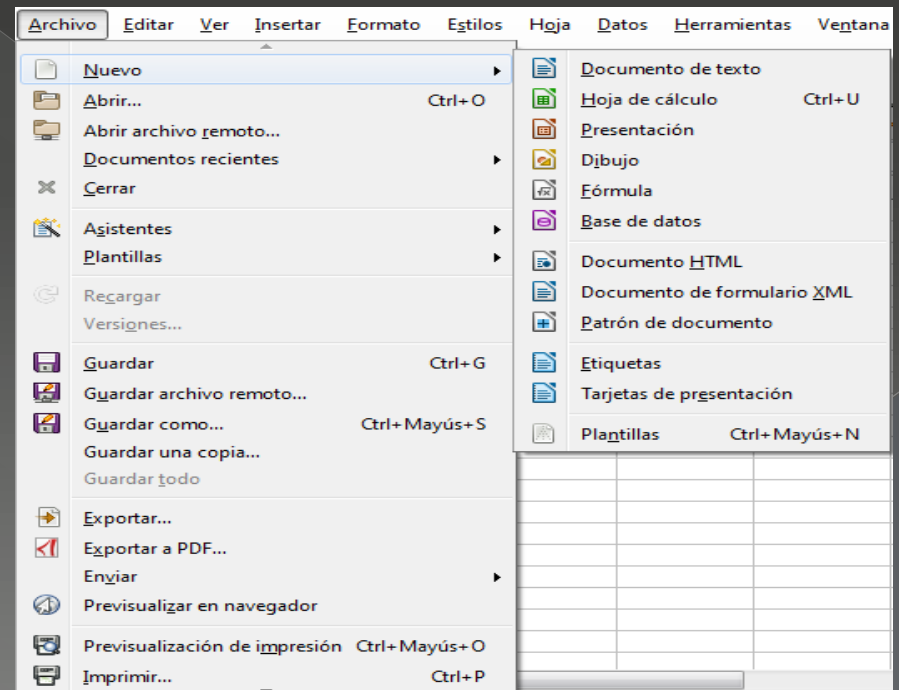 Archivo Editar Ver Insertar Formato Estilos Hoja Datos Herramientas Ventana
Nuevo
Abrir... Ctrl+O
Abrir archivo remoto...
Documentos recientes
Cerrar
Asistentes
Plantillas
Recargar
Versiones...
Guardar Ctrl+G
Guardar archivo remoto...
Guardar como... Ctrl+Mayús+S
Guardar una copia...
Guardar todo
Exportar...
Exportar a PDF...
Enviar
Previsualizar en navegador
Previsualización de impresión Ctrl+Mayús+O
Imprimir... Ctrl+P
Documento de texto
Hoja de cálculo Ctrl+U
Presentación
Dibujo
Fórmula
Base de datos
Documento HTML
Documento de formulario XML
Patrón de documento
Etiquetas
Tarjetas de presentación
Plantillas Ctrl+Mayús+N